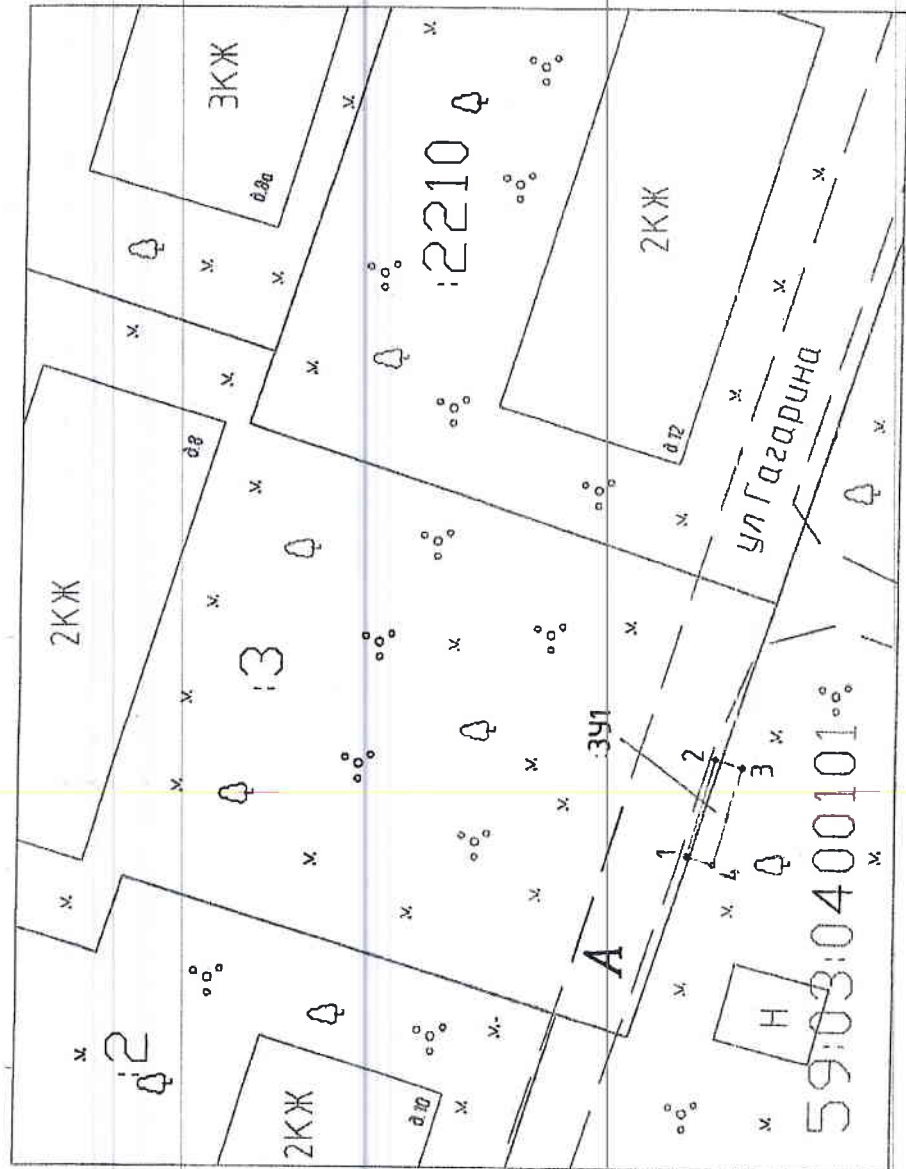 3КЖ
д.8а
:2210
2КЖ
д.12
ул Гагарина
2КЖ
д.8
:3
:ЗУ1
1
2
3
4
А
59:03:0400101
Н
:2
2КЖ
д.10